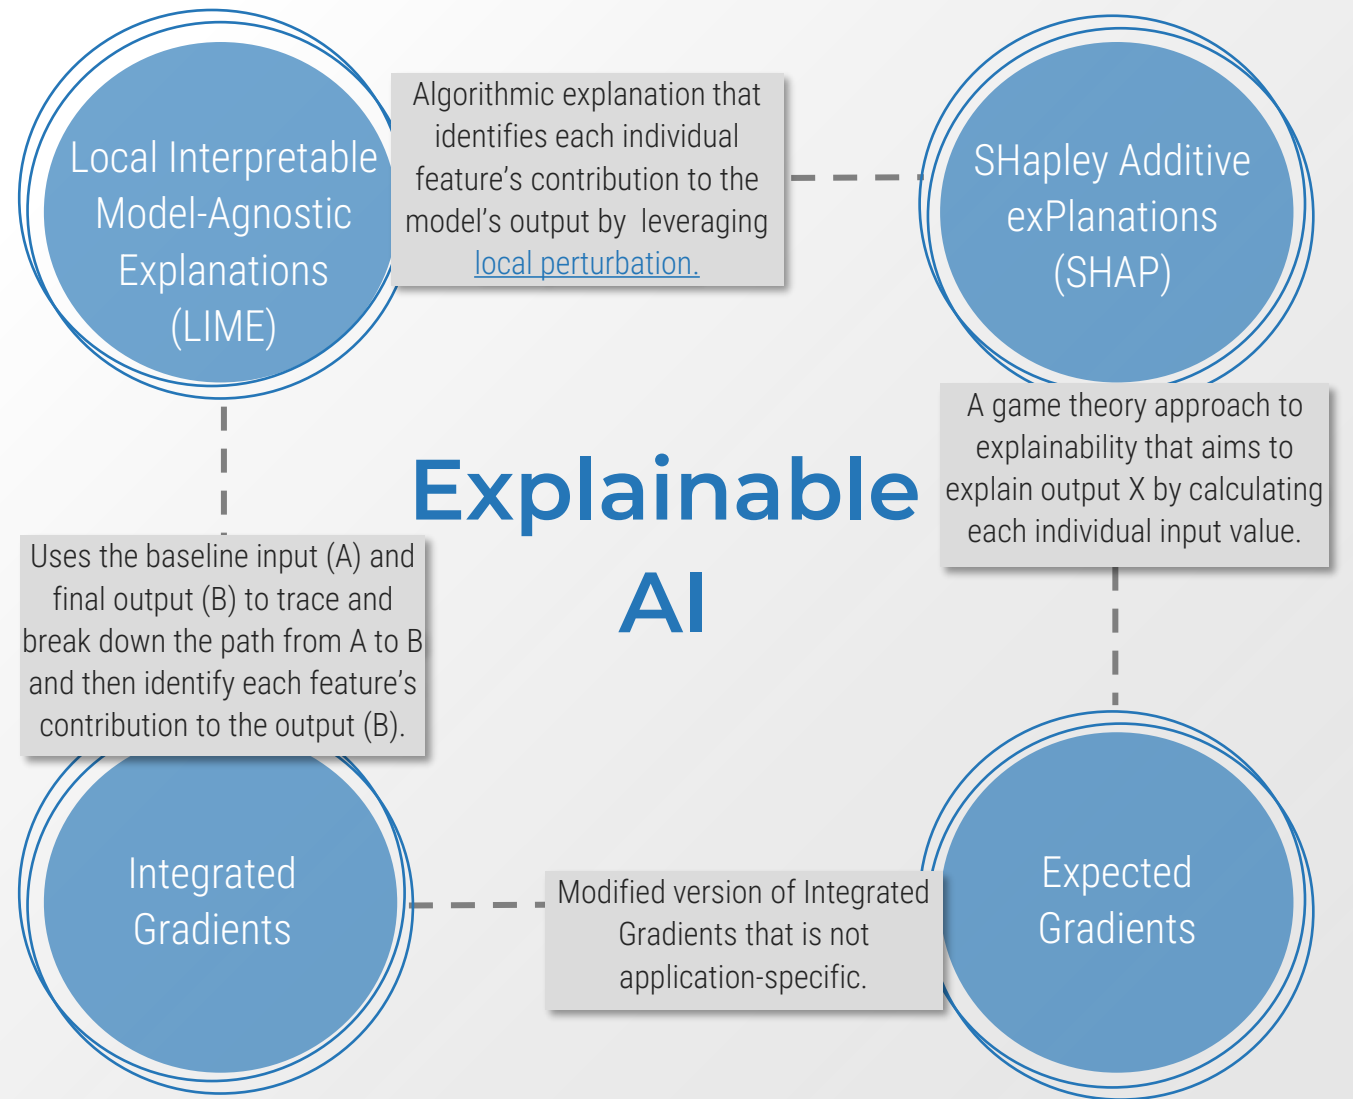 Local Interpretable
Model-Agnostic
Explanations
(LIME)
Algorithmic explanation that
identifies each individual
feature's contribution to the
model's output by leveraging
local perturbation.
SHapley Additive
exPlanations
(SHAP)
A game theory approach to
explainability that aims to
explain output X by calculating
each individual input value.
Explainable
AI
Uses the baseline input (A) and
final output (B) to trace and
break down the path from A to B
and then identify each feature's
contribution to the output (B).
Integrated
Gradients
Modified version of Integrated
Gradients that is not
application-specific.
Expected
Gradients